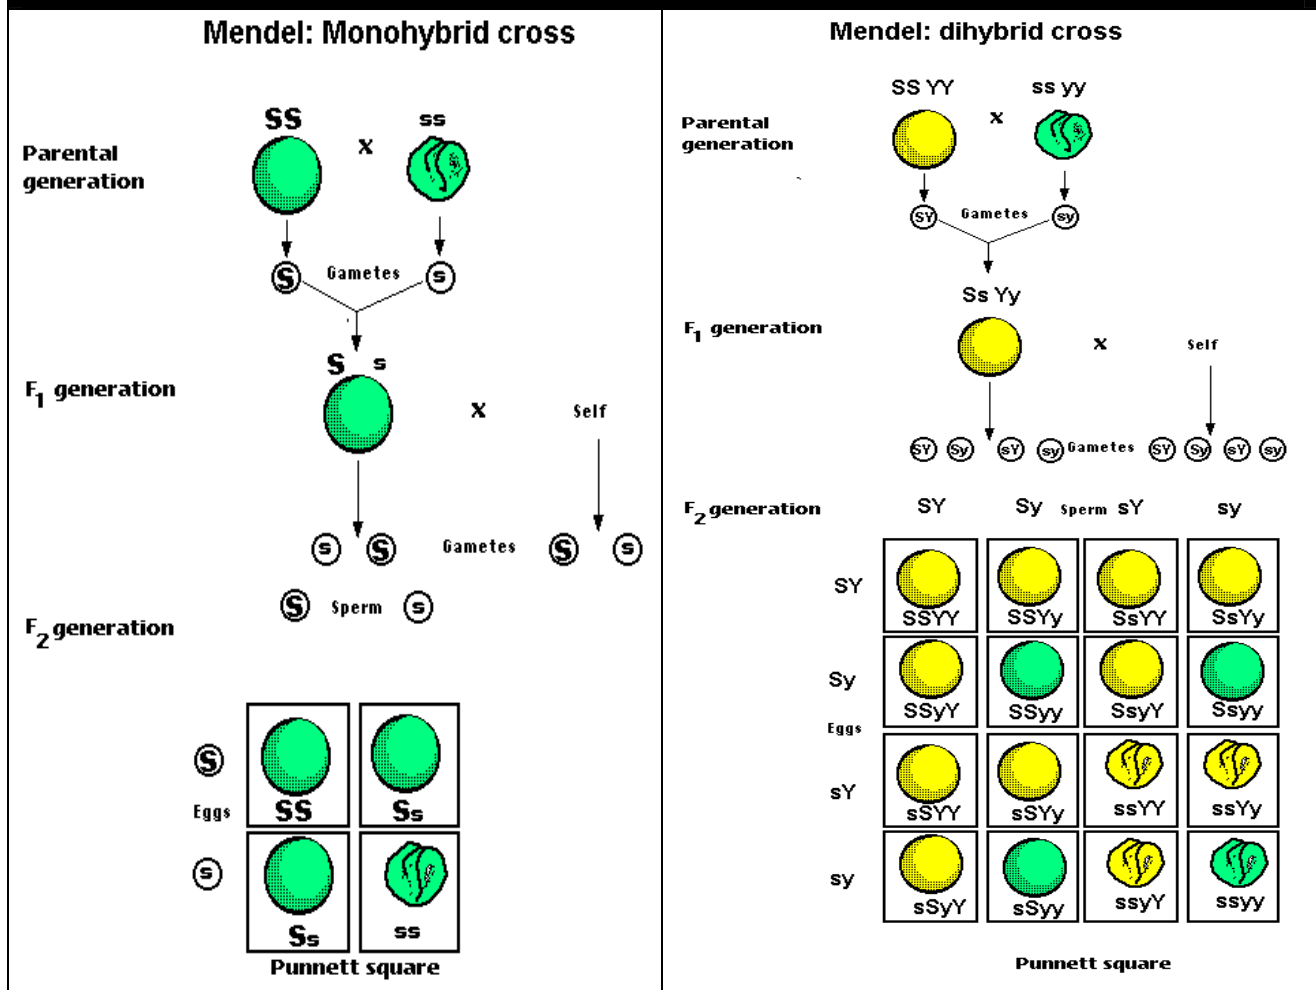 Mendel: Monohybrid cross
SS ss
x
Parental
generation
S Gametes s
S s
F1 generation
x Self
s S Gametes S s
S Sperm s
F2 generation
S
Eggs
SS Ss
s
Ss ss
Punnett square
Mendel: dihybrid cross
SS YY ss yy
x
Parental
generation
SY Gametes sy
Ss Yy
F1 generation
x Self
SY Sy sY sy Gametes SY Sy sY sy
F2 generation
SY Sy Sperm sY sy
SY
SSYY SSYy SsYY SsYy
Sy
SSyY SSyy SsyY Ssyy
Eggs
sY
sSYY sSYy ssYY ssYy
sy
sSyY sSyy ssyY ssyy
Punnett square